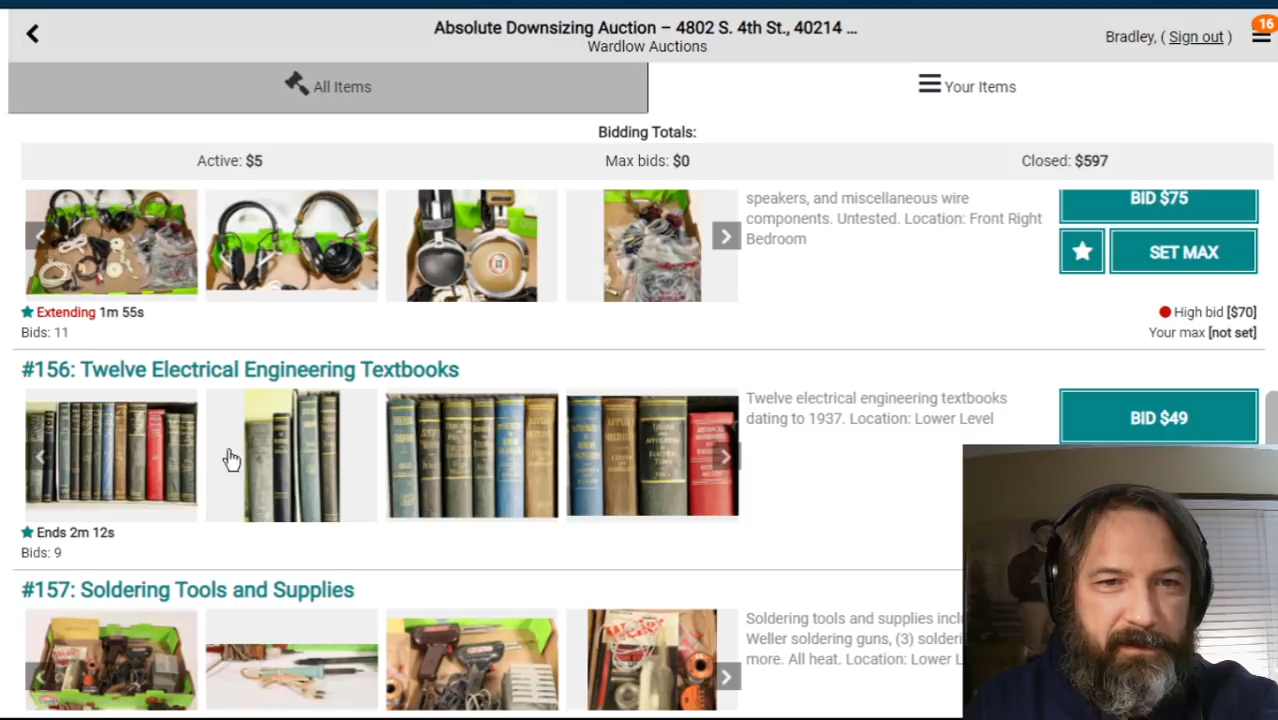 Absolute Downsizing Auction – 4802 S. 4th St., 40214 ...
Wardlow Auctions
Bradley, ( Sign out )
16
All Items
Your Items
Bidding Totals:
Active: $5
Max bids: $0
Closed: $597
speakers, and miscellaneous wire
components. Untested. Location: Front Right
Bedroom
BID $75
SET MAX
Extending 1m 55s
Bids: 11
High bid [$70]
Your max [not set]
#156: Twelve Electrical Engineering Textbooks
Twelve electrical engineering textbooks
dating to 1937. Location: Lower Level
BID $49
Ends 2m 12s
Bids: 9
#157: Soldering Tools and Supplies
Weller
Soldering tools and supplies incl
Weller soldering guns, (3) solderi
more. All heat. Location: Lower L